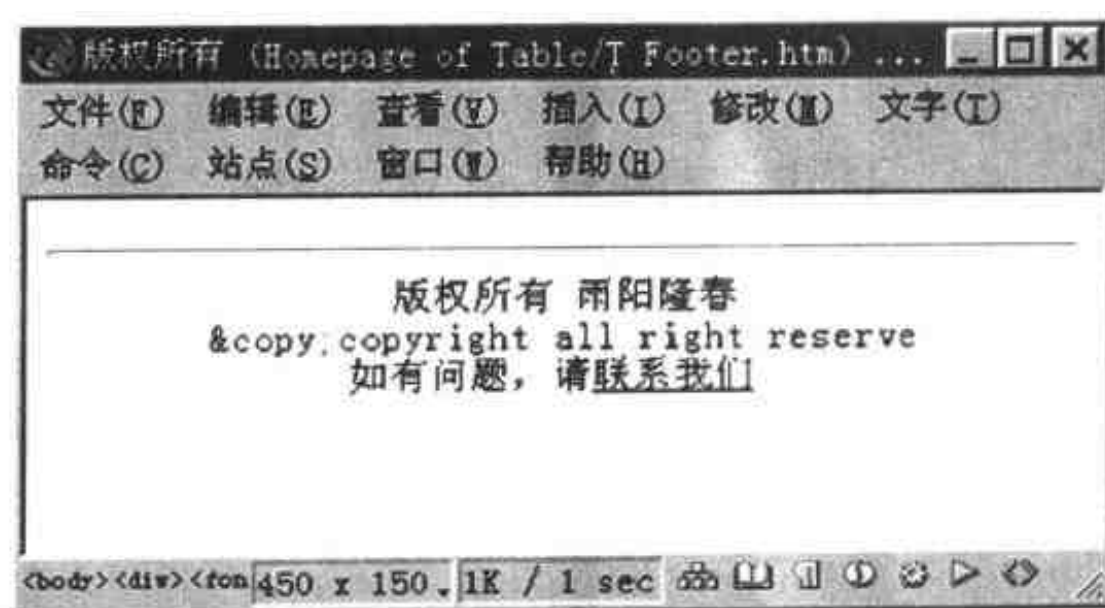 版权所有 (Homepage of Table/T Footer.htm) ...
文件(F) 编辑(E) 查看(V) 插入(I) 修改(M) 文字(T)
命令(C) 站点(S) 窗口(W) 帮助(H)
版权所有 雨阳隆春
&copy;copyright all right reserve
如有问题，请联系我们
<body><div><fon 450 x 150 1K / 1 sec